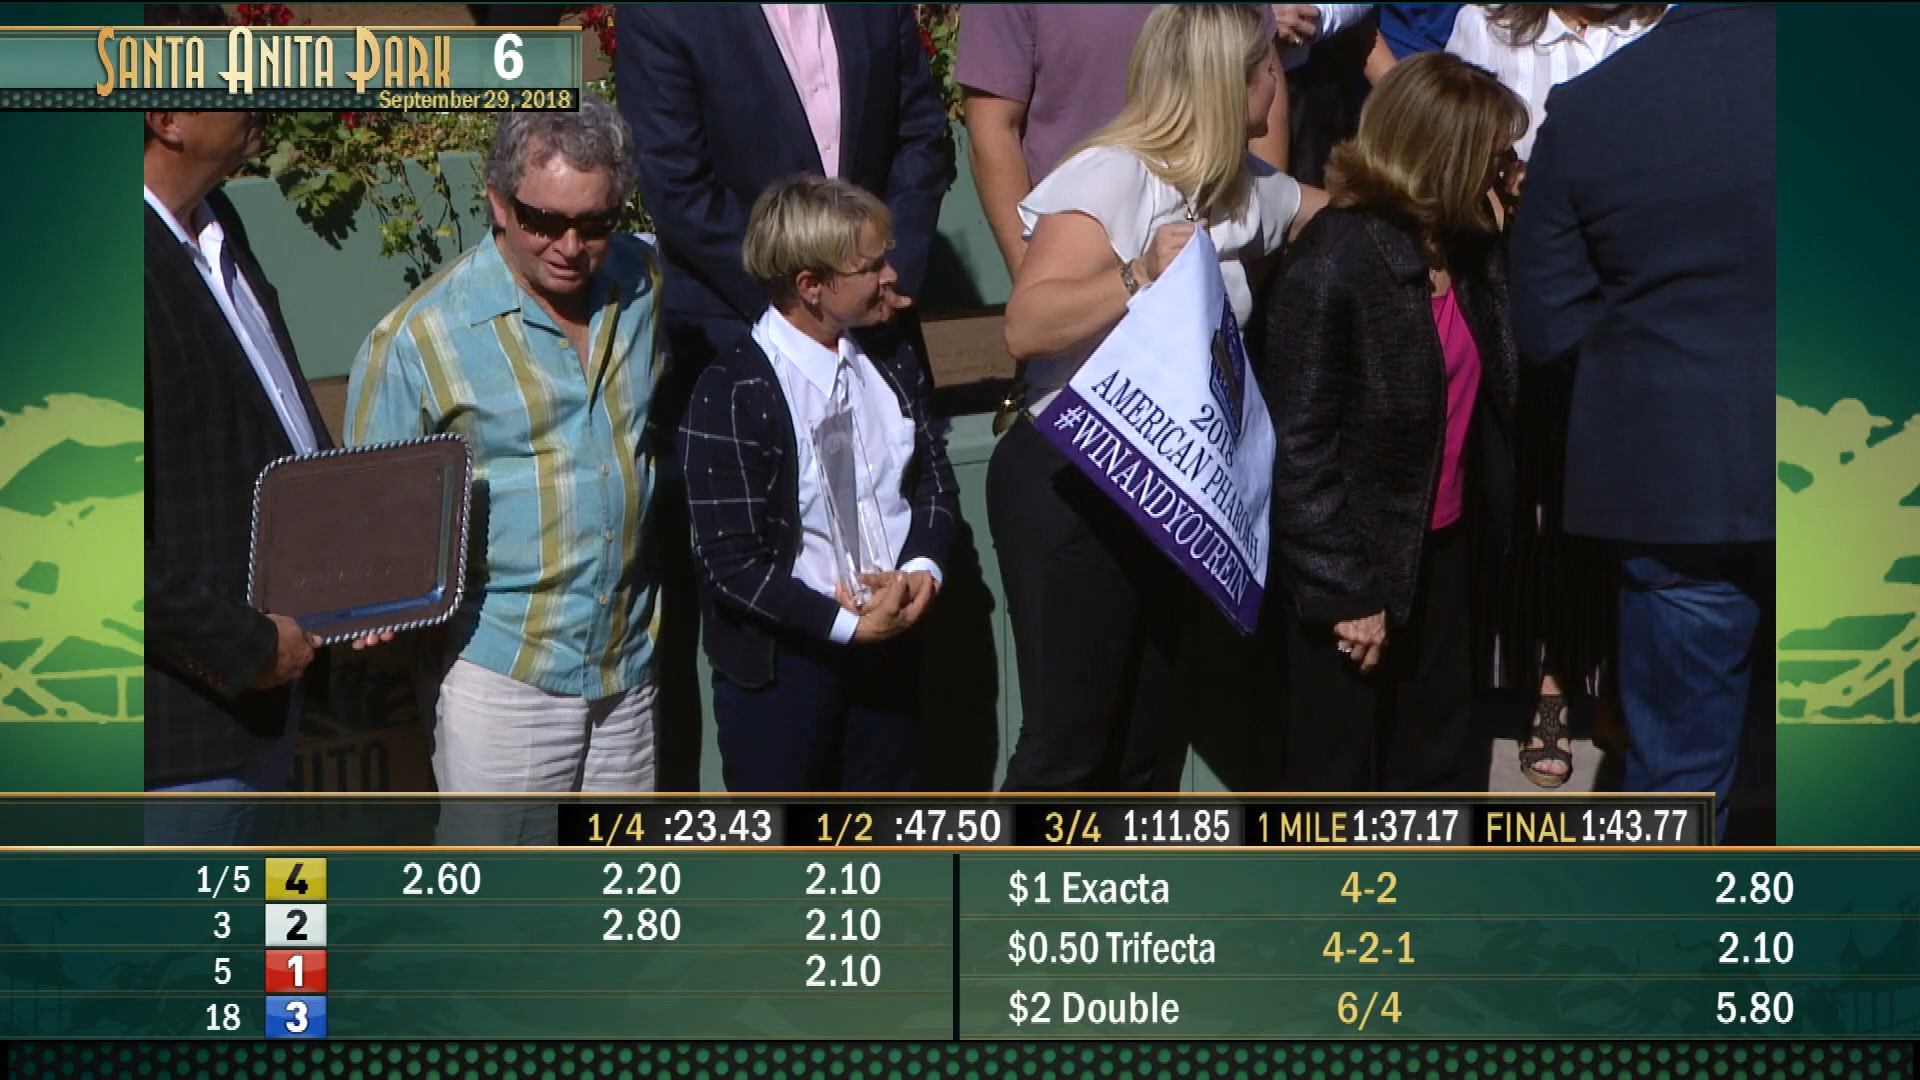 SANTA ANITA PARK 6
September 29, 2018
2018
AMERICAN PHAROAH
#WINANDYOUREIN
1/4 :23.43 1/2 :47.50 3/4 1:11.85 1 MILE 1:37.17 FINAL 1:43.77
1/5 4 2.60 2.20 2.10
3 2 2.80 2.10
5 1 2.10
18 3
$1 Exacta 4-2 2.80
$0.50 Trifecta 4-2-1 2.10
$2 Double 6/4 5.80